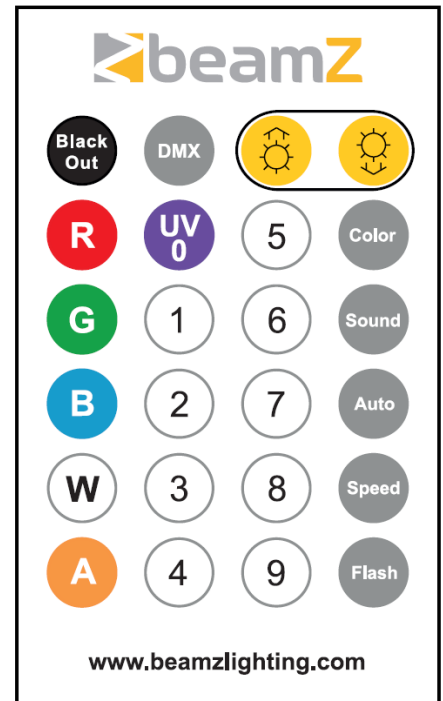 beamZ
Black Out DMX
R UV 0 5 Color
G 1 6 Sound
B 2 7 Auto
W 3 8 Speed
A 4 9 Flash
www.beamzlighting.com